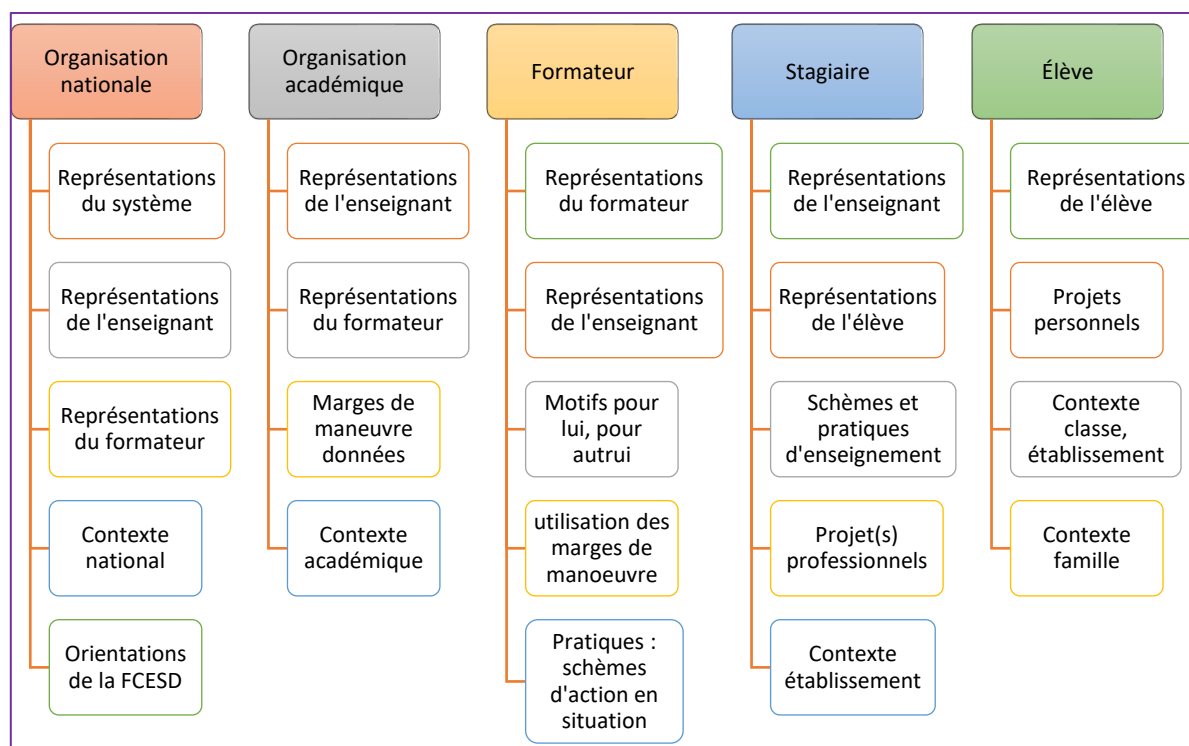 Organisation
nationale
Représentations
du système
Représentations
de l'enseignant
Représentations
du formateur
Contexte
national
Orientations
de la FCESD
Organisation
académique
Représentations
de l'enseignant
Représentations
du formateur
Marges de
maneuvre
données
Contexte
académique
Formateur
Représentations
du formateur
Représentations
de l'enseignant
Motifs pour
lui, pour
autrui
utilisation des
marges de
manoeuvre
Pratiques :
schèmes
d'action en
situation
Stagiaire
Représentations
de l'enseignant
Représentations
de l'élève
Schèmes et
pratiques
d'enseignement
Projet(s)
professionnels
Contexte
établissement
Élève
Représentations
de l'élève
Projets
personnels
Contexte
classe,
établissement
Contexte
famille